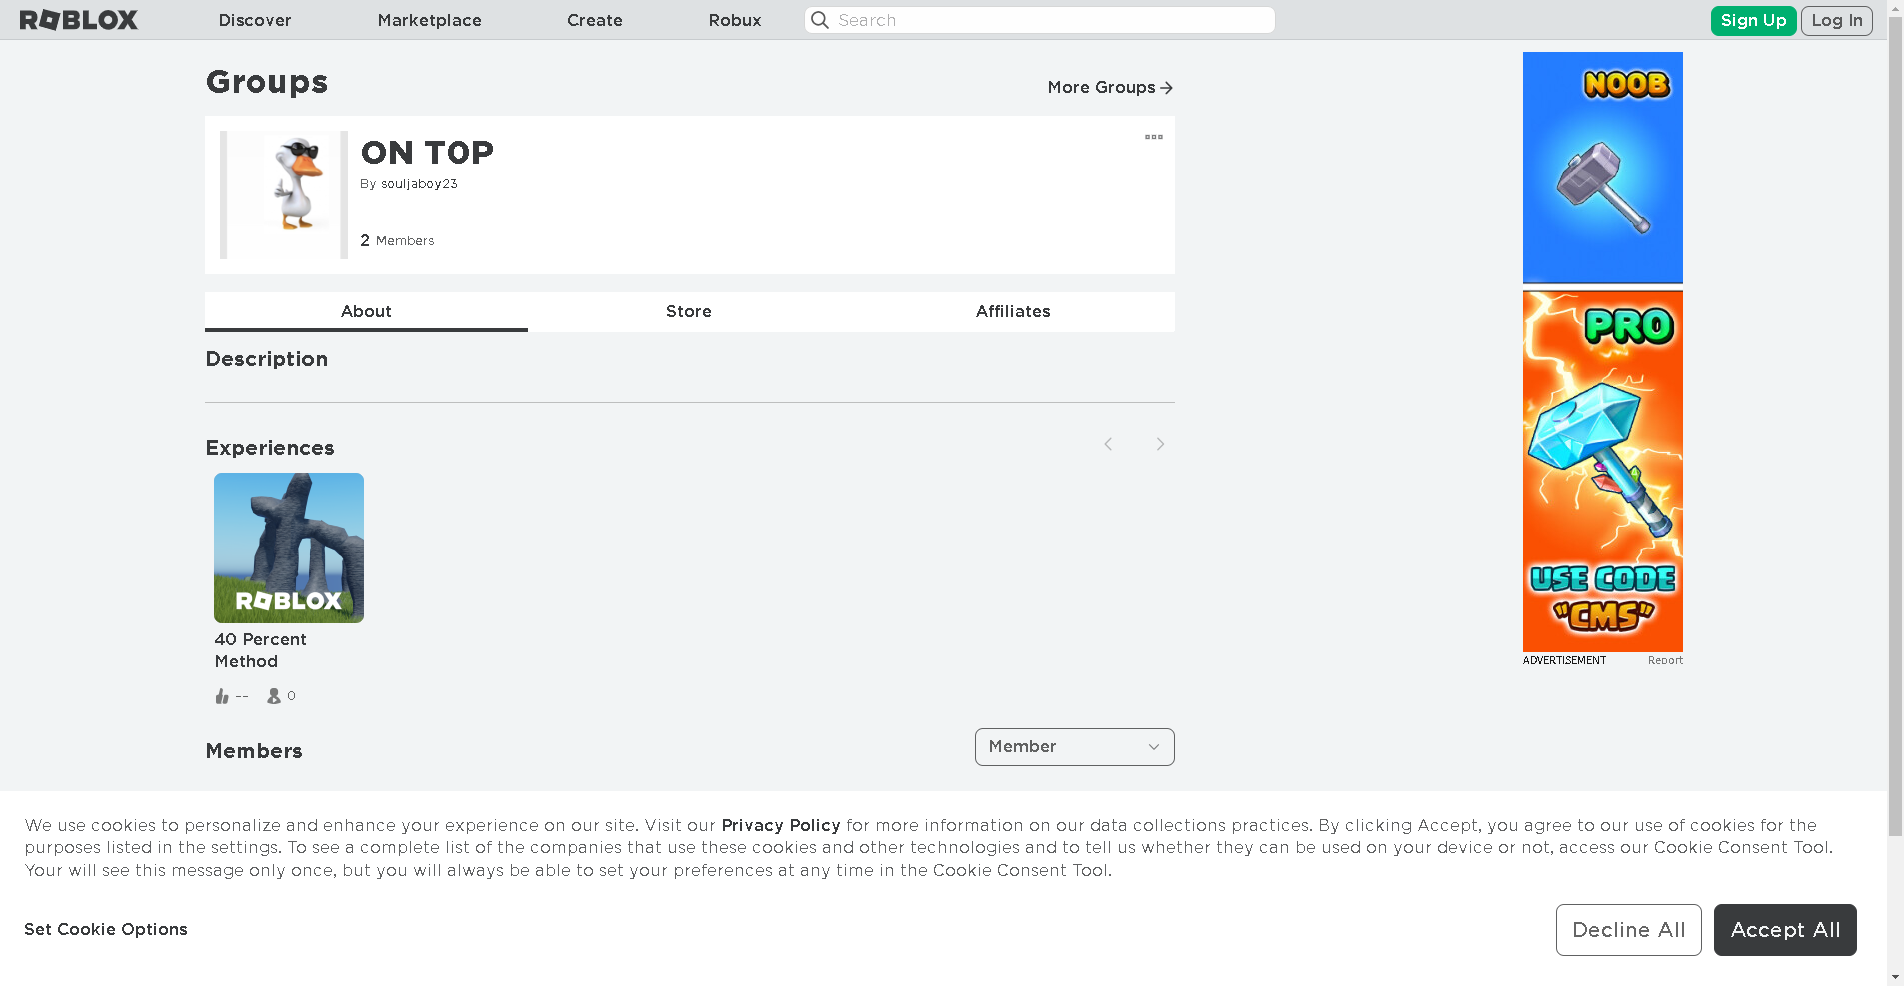 ROBLOX
Discover
Marketplace
Create
Robux
Search
Sign Up
Log In
Groups
More Groups
ON T0P
By souljaboy23
2 Members
About
Store
Affiliates
Description
Experiences
ROBLOX
40 Percent
Method
--
0
Members
Member
NOOB
PRO
USE CODE
"CMS"
ADVERTISEMENT
Report
We use cookies to personalize and enhance your experience on our site. Visit our Privacy Policy for more information on our data collections practices. By clicking Accept, you agree to our use of cookies for the
purposes listed in the settings. To see a complete list of the companies that use these cookies and other technologies and to tell us whether they can be used on your device or not, access our Cookie Consent Tool.
Your will see this message only once, but you will always be able to set your preferences at any time in the Cookie Consent Tool.
Set Cookie Options
Decline All
Accept All